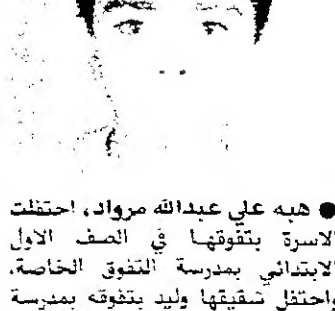 ● هبه علي عبدالله مرواد، احتفلت
الاسرة بتفوقها في الصف الاول
الابتدائي بمدرسة التفوق الخاصة.
واحتفل شقيقها وليد بتفوقه بمدرسة